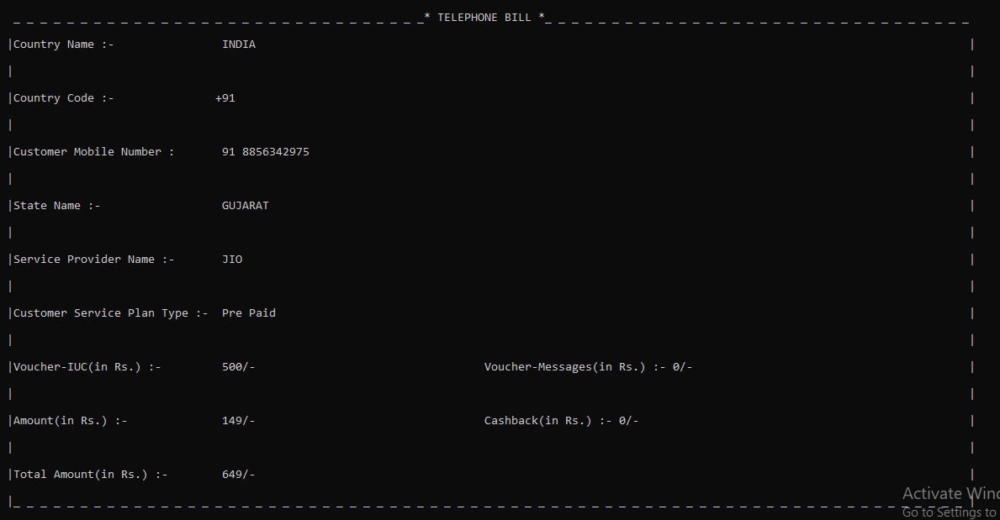 _ _ _ _ _ _ _ _ _ _ _ _ _ _ _ _ _ _ _ _ _ _ _ _ _ _ _ _ _ _ _* TELEPHONE BILL *_ _ _ _ _ _ _ _ _ _ _ _ _ _ _ _ _ _ _ _ _ _ _ _ _ _ _ _ _ _ _ _
|Country Name :- INDIA |
| |
|Country Code :- +91 |
| |
|Customer Mobile Number : 91 8856342975 |
| |
|State Name :- GUJARAT |
| |
|Service Provider Name :- JIO |
| |
|Customer Service Plan Type :- Pre Paid |
| |
|Voucher-IUC(in Rs.) :- 500/- Voucher-Messages(in Rs.) :- 0/- |
| |
|Amount(in Rs.) :- 149/- Cashback(in Rs.) :- 0/- |
| |
|Total Amount(in Rs.) :- 649/- |
|_ _ _ _ _ _ _ _ _ _ _ _ _ _ _ _ _ _ _ _ _ _ _ _ _ _ _ _ _ _ _ _ _ _ _ _ _ _ _ _ _ _ _ _ _ _ _ _ _ _ _ _ _ _ _ _ _ _ _ _ _ _ _ _ _ _ _ _ _ _ _ |
Activate Wind
Go to Settings to